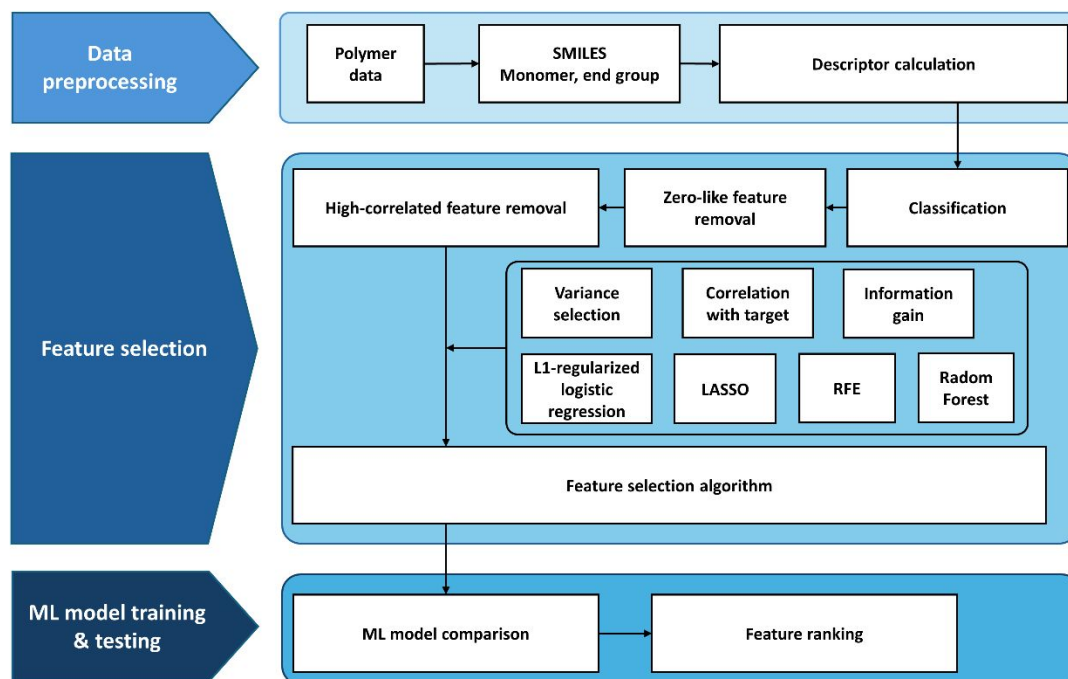 Data
preprocessing
Polymer
data
SMILES
Monomer, end group
Descriptor calculation
Feature selection
High-correlated feature removal
Zero-like feature
removal
Classification
Variance
selection
Correlation
with target
Information
gain
L1-regularized
logistic
regression
LASSO
RFE
Radom
Forest
Feature selection algorithm
ML model training
& testing
ML model comparison
Feature ranking